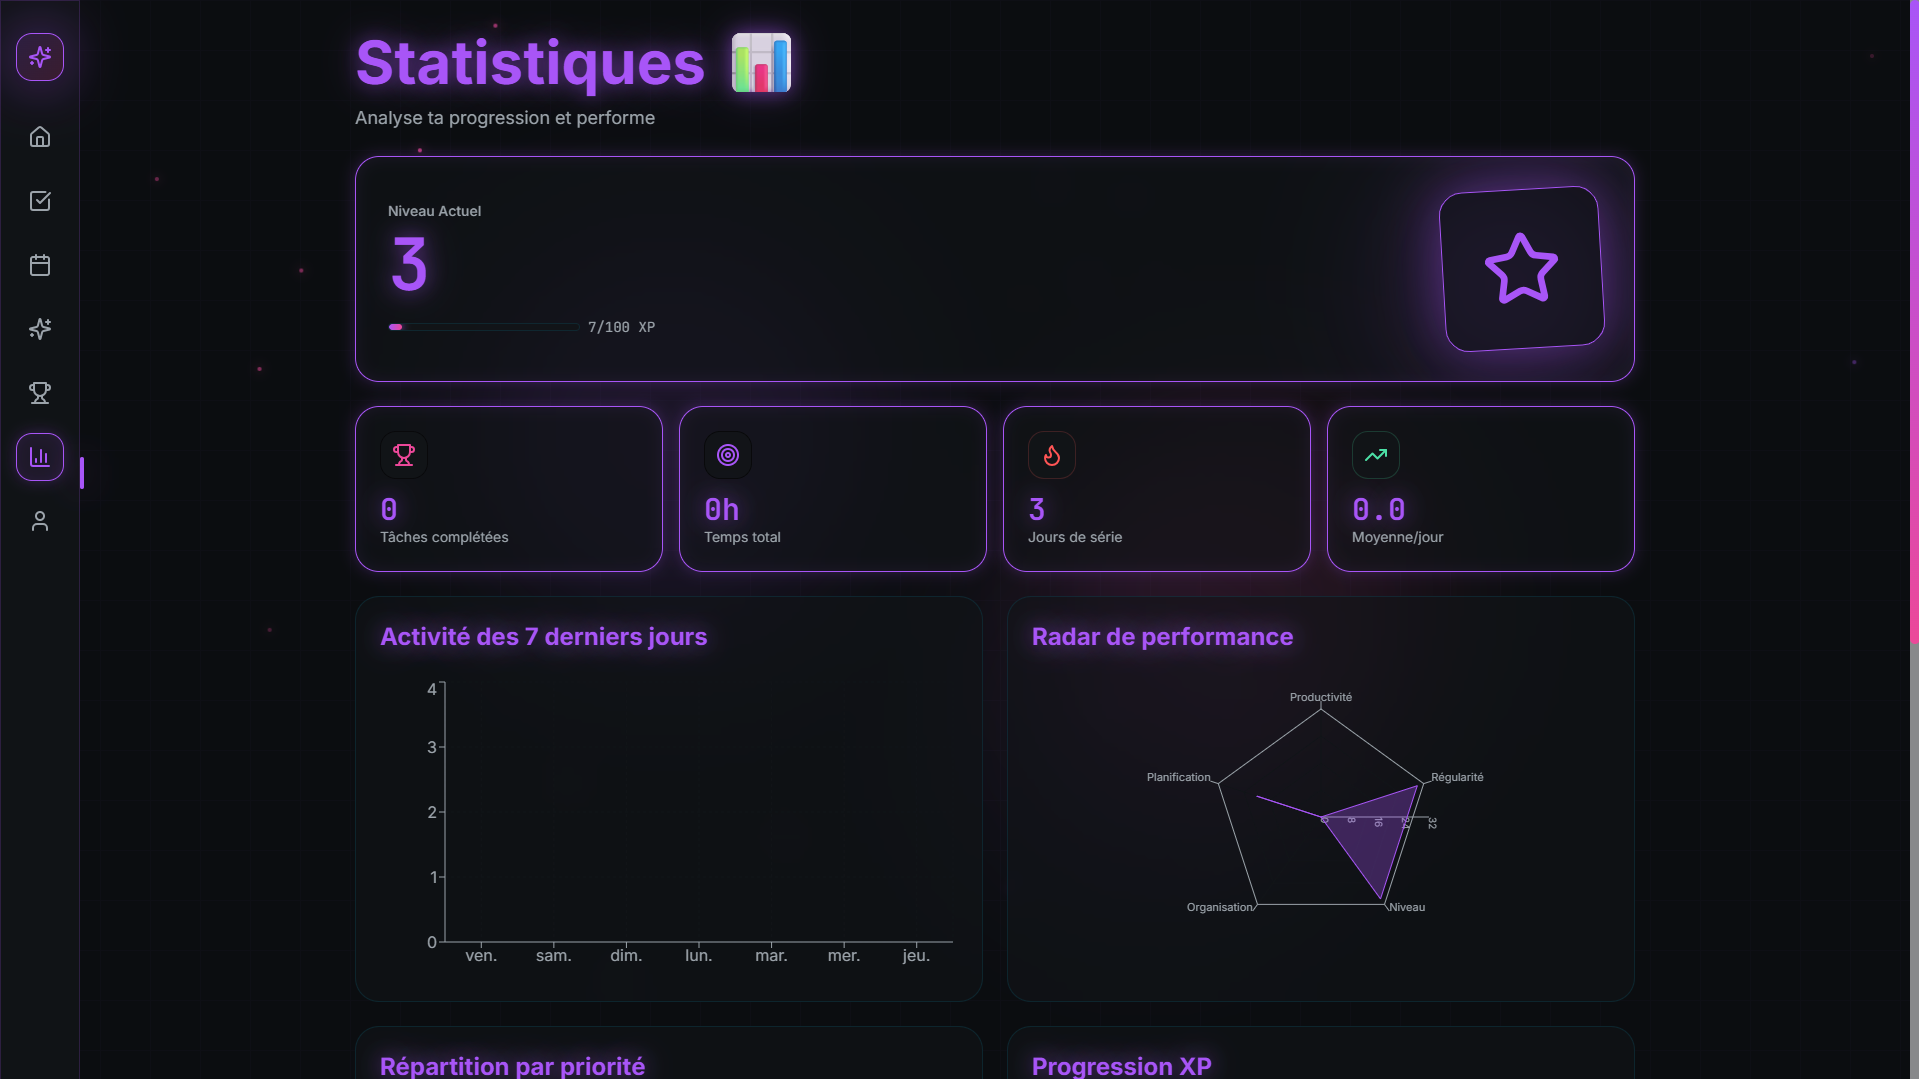 Statistiques
Analyse ta progression et performe
Niveau Actuel
3
7/100 XP
0
Tâches complétées
0h
Temps total
3
Jours de série
0.0
Moyenne/jour
Activité des 7 derniers jours
4
3
2
1
0
ven. sam. dim. lun. mar. mer. jeu.
Radar de performance
Productivité
Planification
Régularité
0 8 16 24 32
Organisation
Niveau
Répartition par priorité
Progression XP